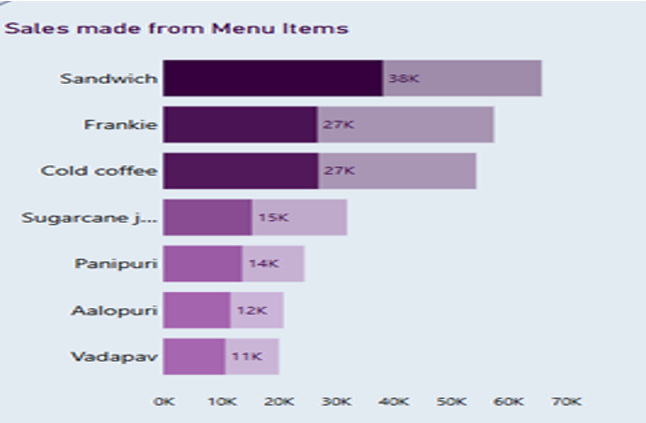 Sales made from Menu Items
Sandwich 38K
Frankie 27K
Cold coffee 27K
Sugarcane j... 15K
Panipuri 14K
Aalopuri 12K
Vadapav 11K
0K 10K 20K 30K 40K 50K 60K 70K